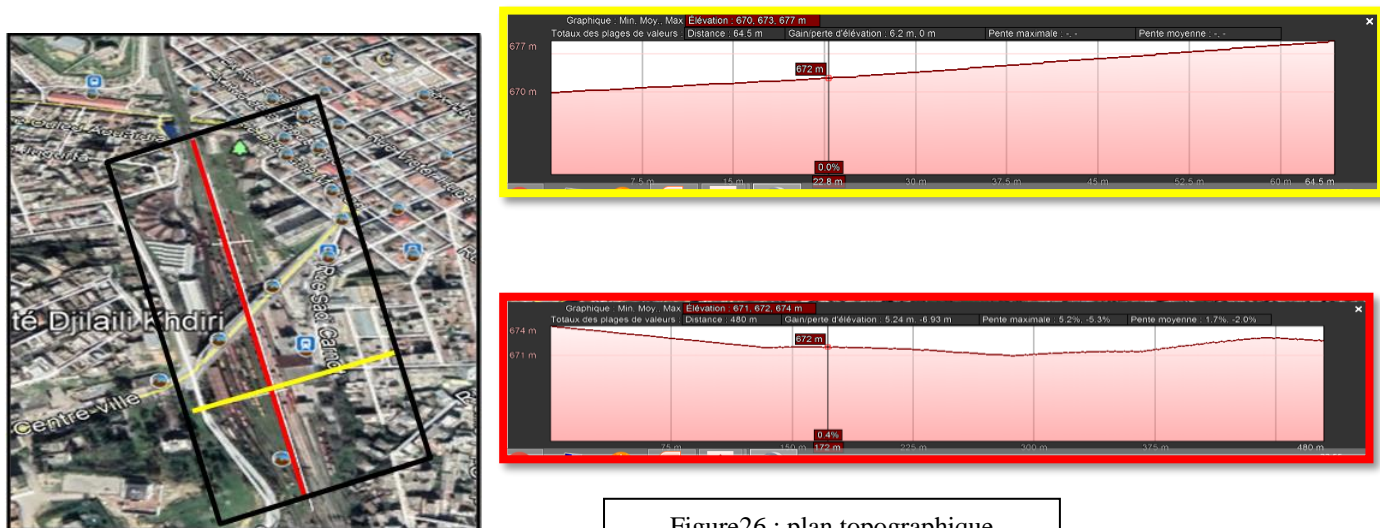 Graphique : Min. Moy., Max. Élévation : 670, 673, 677 m
Totaux des plages de valeurs : Distance : 64.5 m Gain/perte d'élévation : 6.2 m, 0 m Pente maximale : -, - Pente moyenne : -, -
677 m
672 m
670 m
0.0%
7.5 m 15 m 22.8 m 30 m 37.5 m 45 m 52.5 m 60 m 64.5 m
té Djilaili Khdiri
Centre-ville
Rue Sadi Carnot
Graphique : Min. Moy., Max. Élévation : 671, 672, 674 m
Totaux des plages de valeurs : Distance : 480 m Gain/perte d'élévation : 5.24 m, -6.93 m Pente maximale : 5.2%, -5.3% Pente moyenne : 1.7%, -2.0%
674 m
672 m
671 m
0.4%
75 m 150 m 172 m 225 m 300 m 375 m 480 m
Figure26 : plan topographique